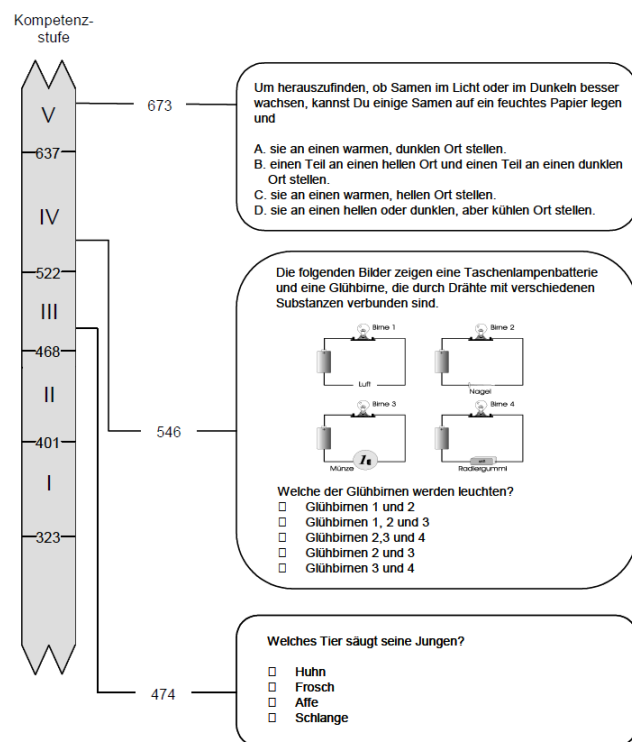 Kompetenz-
stufe
V
637
IV
522
III
468
II
401
I
323
673
Um herauszufinden, ob Samen im Licht oder im Dunkeln besser
wachsen, kannst Du einige Samen auf ein feuchtes Papier legen
und
A. sie an einen warmen, dunklen Ort stellen.
B. einen Teil an einen hellen Ort und einen Teil an einen dunklen
Ort stellen.
C. sie an einen warmen, hellen Ort stellen.
D. sie an einen hellen oder dunklen, aber kühlen Ort stellen.
546
Die folgenden Bilder zeigen eine Taschenlampenbatterie
und eine Glühbirne, die durch Drähte mit verschiedenen
Substanzen verbunden sind.
Birne 1
Luft
Birne 2
Nagel
Birne 3
Münze
Birne 4
Radiergummi
Welche der Glühbirnen werden leuchten?
Glühbirnen 1 und 2
Glühbirnen 1, 2 und 3
Glühbirnen 2,3 und 4
Glühbirnen 2 und 3
Glühbirnen 3 und 4
474
Welches Tier säugt seine Jungen?
Huhn
Frosch
Affe
Schlange